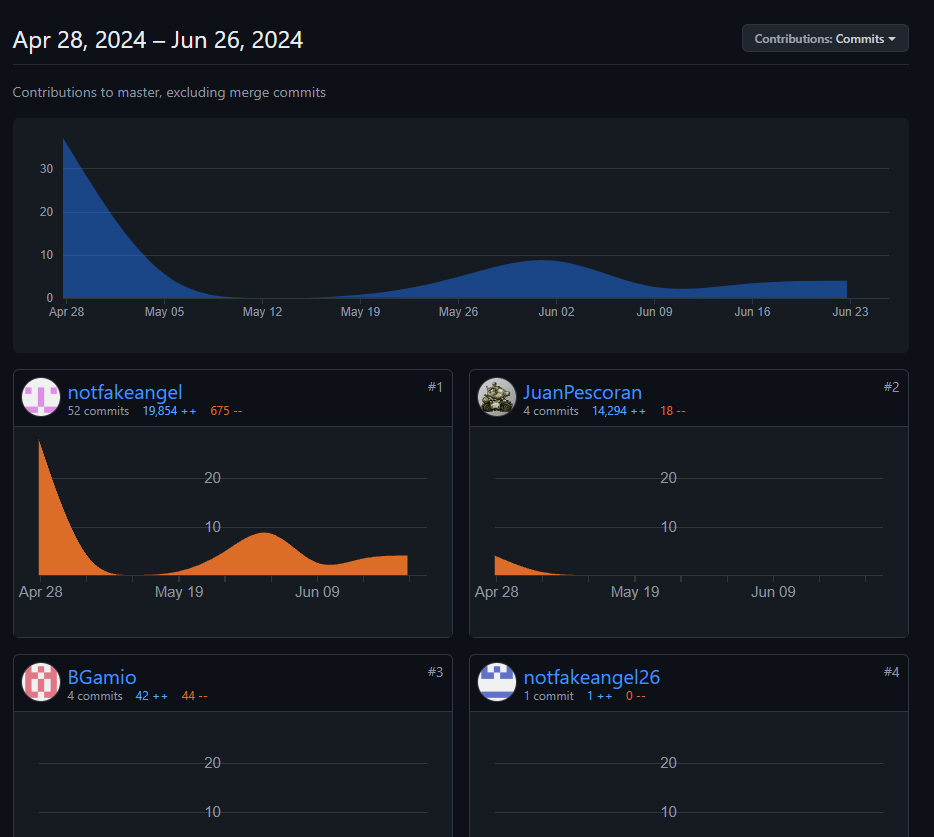 Apr 28, 2024 – Jun 26, 2024
Contributions: Commits
Contributions to master, excluding merge commits
30
20
10
0
Apr 28 May 05 May 12 May 19 May 26 Jun 02 Jun 09 Jun 16 Jun 23
notfakeangel #1
52 commits 19,854 ++ 675 --
20
10
Apr 28 May 19 Jun 09
JuanPescoran #2
4 commits 14,294 ++ 18 --
20
10
Apr 28 May 19 Jun 09
BGamio #3
4 commits 42 ++ 44 --
20
10
notfakeangel26 #4
1 commit 1 ++ 0 --
20
10